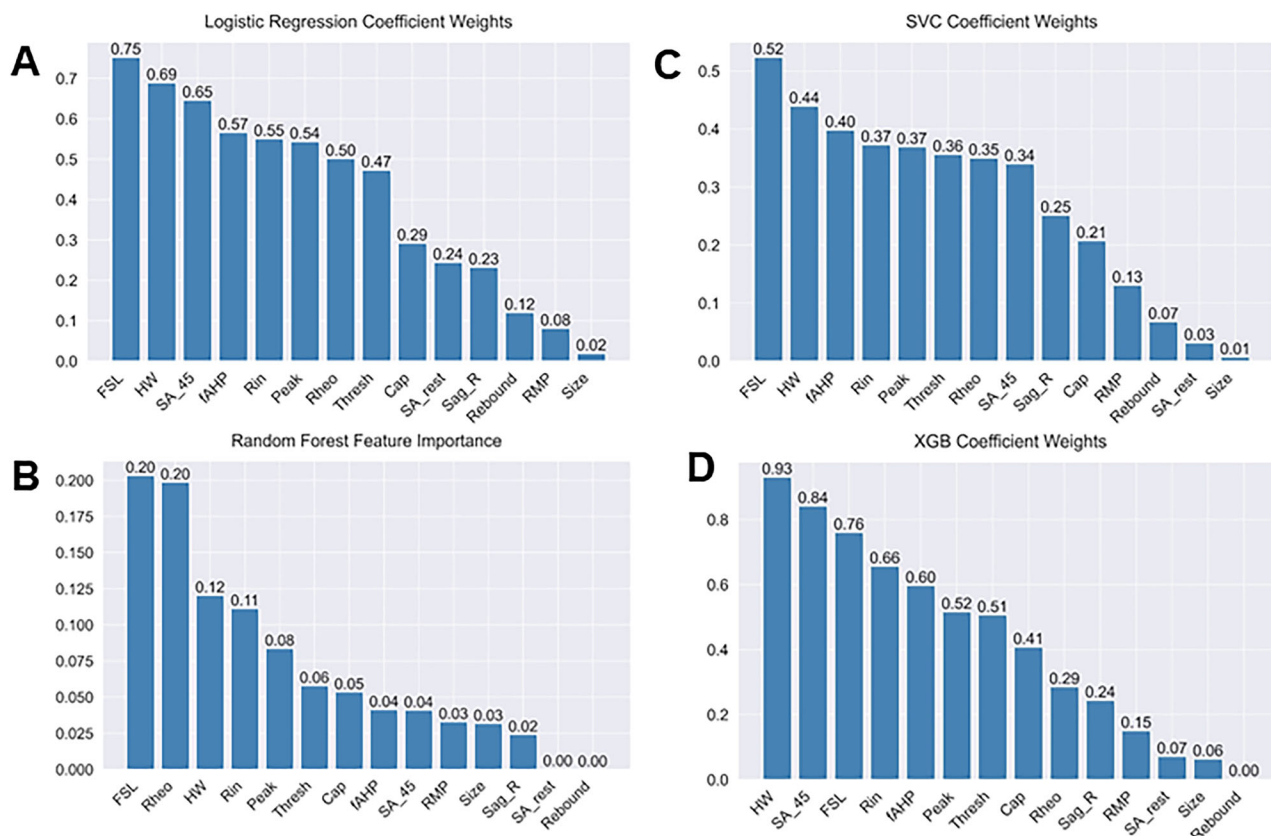 Logistic Regression Coefficient Weights
A
0.75 0.69 0.65 0.57 0.55 0.54 0.50 0.47 0.29 0.24 0.23 0.12 0.08 0.02
0.7
0.6
0.5
0.4
0.3
0.2
0.1
0.0
FSL HW SA_45 fAHP Rin Peak Rheo Thresh Cap SA_rest Sag_R Rebound RMP Size
Random Forest Feature Importance
B
0.20 0.20 0.12 0.11 0.08 0.06 0.05 0.04 0.04 0.03 0.03 0.02 0.00 0.00
0.200
0.175
0.150
0.125
0.100
0.075
0.050
0.025
0.000
FSL Rheo HW Rin Peak Thresh Cap fAHP SA_45 RMP Size Sag_R SA_rest Rebound
SVC Coefficient Weights
C
0.52 0.44 0.40 0.37 0.37 0.36 0.35 0.34 0.25 0.21 0.13 0.07 0.03 0.01
0.5
0.4
0.3
0.2
0.1
0.0
FSL HW fAHP Rin Peak Thresh Rheo SA_45 Sag_R Cap RMP Rebound SA_rest Size
XGB Coefficient Weights
D
0.93 0.84 0.76 0.66 0.60 0.52 0.51 0.41 0.29 0.24 0.15 0.07 0.06 0.00
0.8
0.6
0.4
0.2
0.0
HW SA_45 FSL Rin fAHP Peak Thresh Cap Rheo Sag_R RMP SA_rest Size Rebound